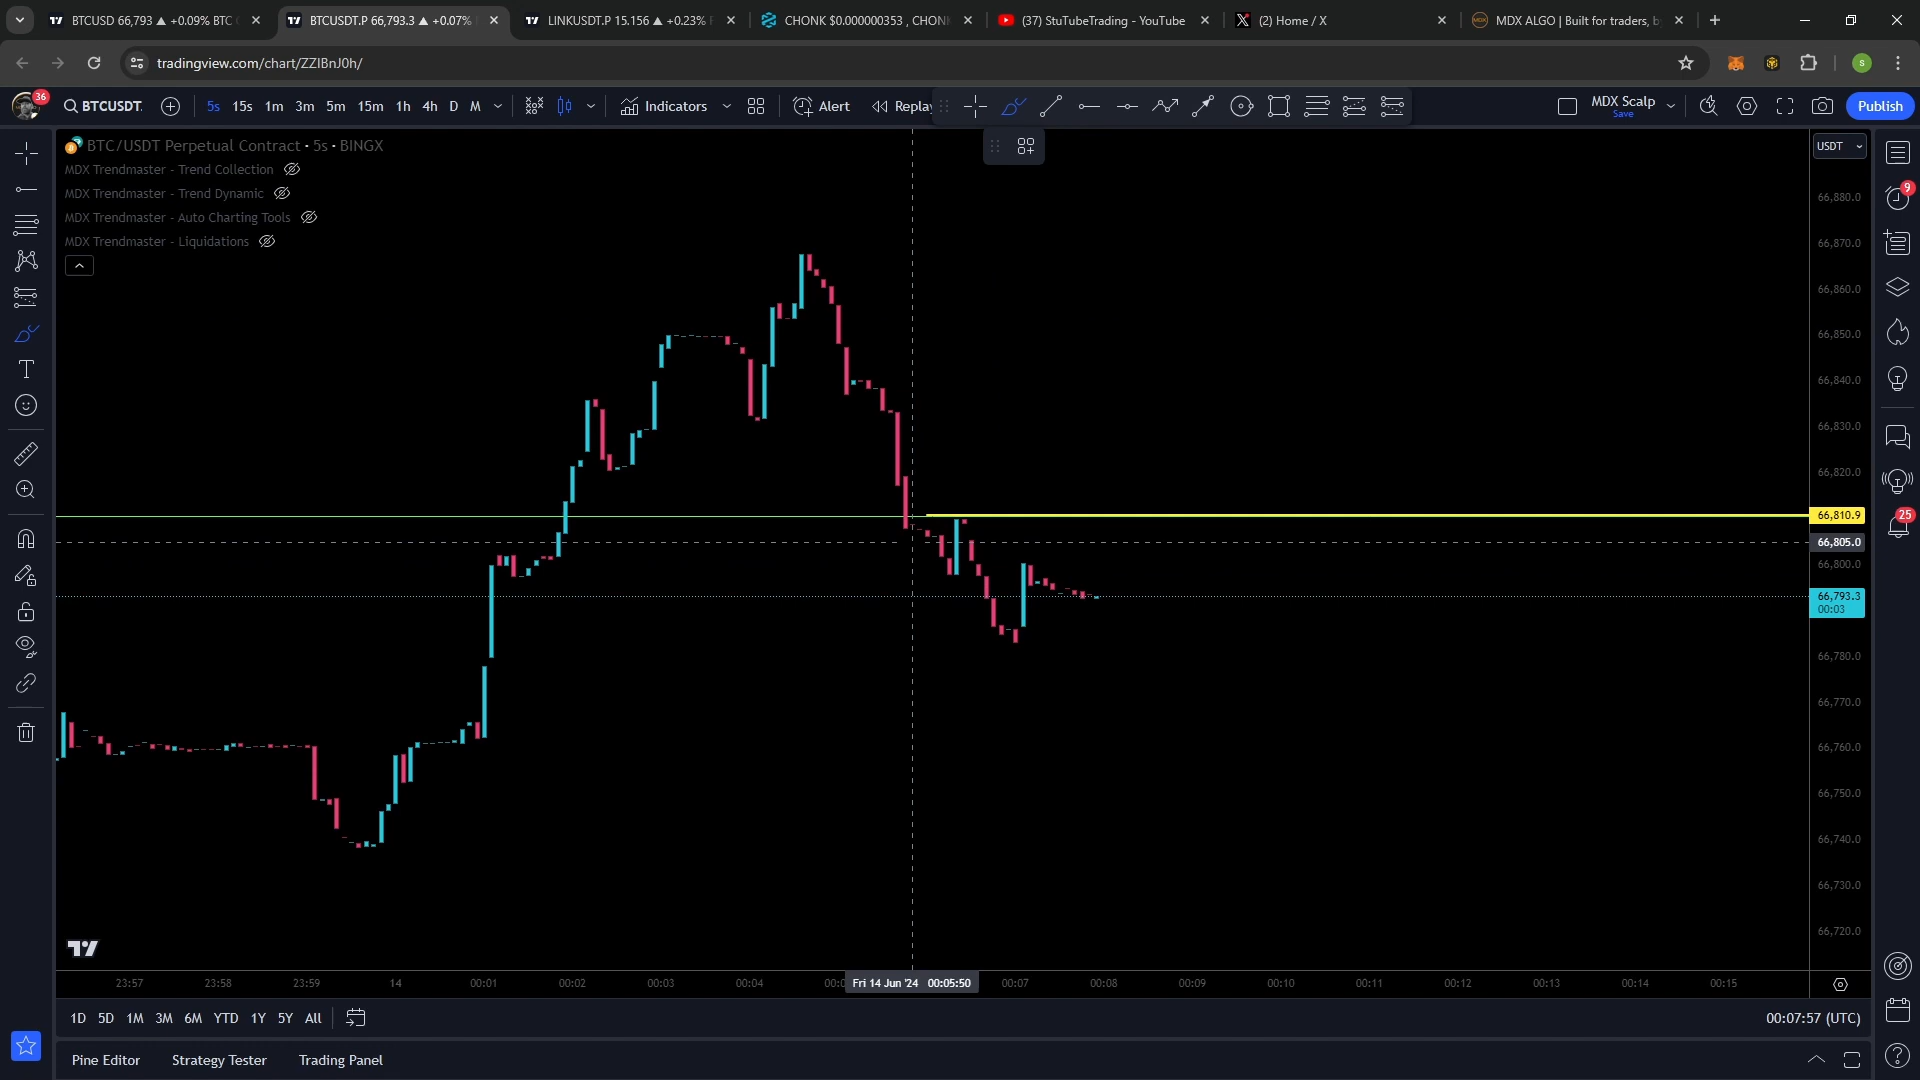 BTCUSD 66,793 ▲ +0.09% BTC
BTCUSDT.P 66,793.3 ▲ +0.07%
LINKUSDT.P 15.156 ▲ +0.23%
CHONK $0.000000353 , CHON
(37) StuTubeTrading - YouTube
(2) Home / X
MDX ALGO | Built for traders, b
tradingview.com/chart/ZZIBnJ0h/
S
36
BTCUSDT.
5s 15s 1m 3m 5m 15m 1h 4h D M
Indicators
Alert
Replay
MDX Scalp
Save
Publish
BTC/USDT Perpetual Contract · 5s · BINGX
MDX Trendmaster - Trend Collection
MDX Trendmaster - Trend Dynamic
MDX Trendmaster - Auto Charting Tools
MDX Trendmaster - Liquidations
USDT
9
66,880.0
66,870.0
66,860.0
66,850.0
66,840.0
66,830.0
66,820.0
66,810.9
66,805.0
66,800.0
66,793.3
00:03
66,780.0
66,770.0
66,760.0
66,750.0
66,740.0
66,730.0
66,720.0
25
23:57 23:58 23:59 14 00:01 00:02 00:03 00:04 00:0 Fri 14 Jun '24 00:05:50 00:07 00:08 00:09 00:10 00:11 00:12 00:13 00:14 00:15
1D 5D 1M 3M 6M YTD 1Y 5Y All
00:07:57 (UTC)
Pine Editor Strategy Tester Trading Panel